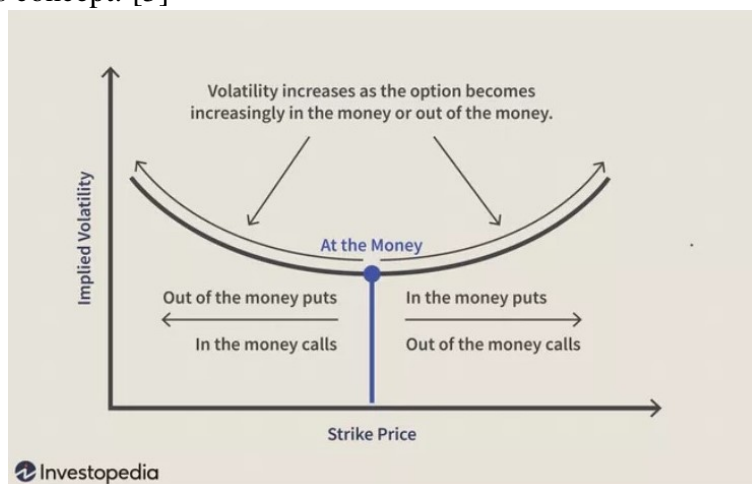 concept. [3]
Volatility increases as the option becomes
increasingly in the money or out of the money.
Implied Volatility
At the Money
Out of the money puts
In the money puts
In the money calls
Out of the money calls
Strike Price
Investopedia